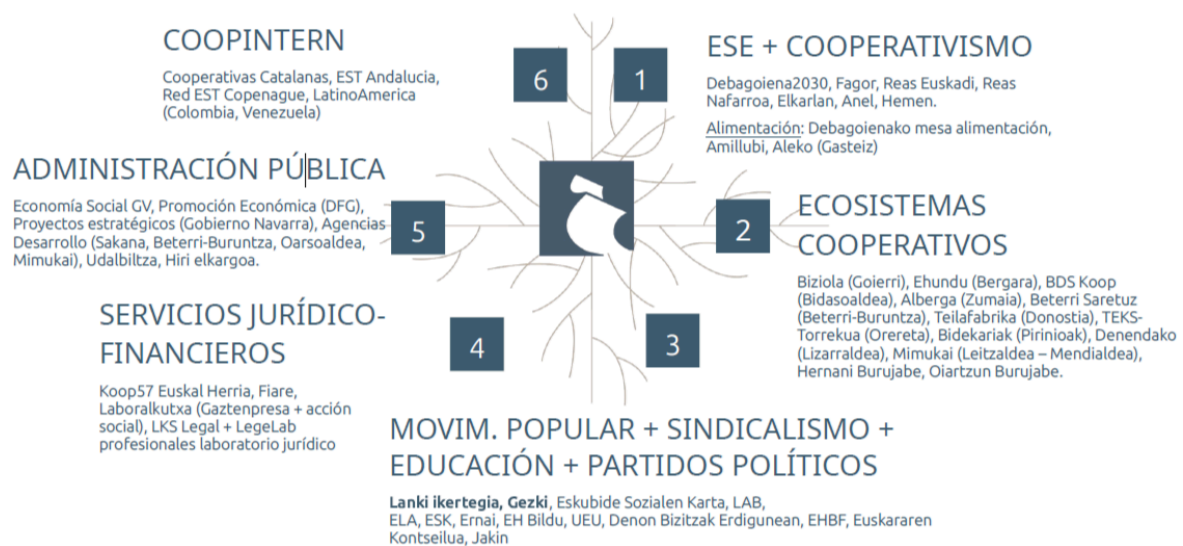 COOPINTERN
Cooperativas Catalanas, EST Andalucia,
Red EST Copenague, LatinoAmerica
(Colombia, Venezuela)
6
1
ESE + COOPERATIVISMO
Debagoiena2030, Fagor, Reas Euskadi, Reas
Nafarroa, Elkarlan, Anel, Hemen.
Alimentación: Debagoienako mesa alimentación,
Amillubi, Aleko (Gasteiz)
ADMINISTRACIÓN PÚBLICA
Economía Social GV, Promoción Económica (DFG),
Proyectos estratégicos (Gobierno Navarra), Agencias
Desarrollo (Sakana, Beterri-Buruntza, Oarsoaldea,
Mimukai), Udalbiltza, Hiri elkargoa.
5
2
ECOSISTEMAS
COOPERATIVOS
Biziola (Goierri), Ehundu (Bergara), BDS Koop
(Bidasoaldea), Alberga (Zumaia), Beterri Saretuz
(Beterri-Buruntza), Teilafabrika (Donostia), TEKS-
Torrekua (Orereta), Bidekariak (Pirinioak), Denendako
(Lizarraldea), Mimukai (Leitzaldea – Mendialdea),
Hernani Burujabe, Oiartzun Burujabe.
SERVICIOS JURÍDICO-
FINANCIEROS
Koop57 Euskal Herria, Fiare,
Laboralkutxa (Gaztenpresa + acción
social), LKS Legal + LegeLab
profesionales laboratorio jurídico
4
3
MOVIM. POPULAR + SINDICALISMO +
EDUCACIÓN + PARTIDOS POLÍTICOS
Lanki ikertegia, Gezki, Eskubide Sozialen Karta, LAB,
ELA, ESK, Ernai, EH Bildu, UEU, Denon Bizitzak Erdigunean, EHBF, Euskararen
Kontseilua, Jakin